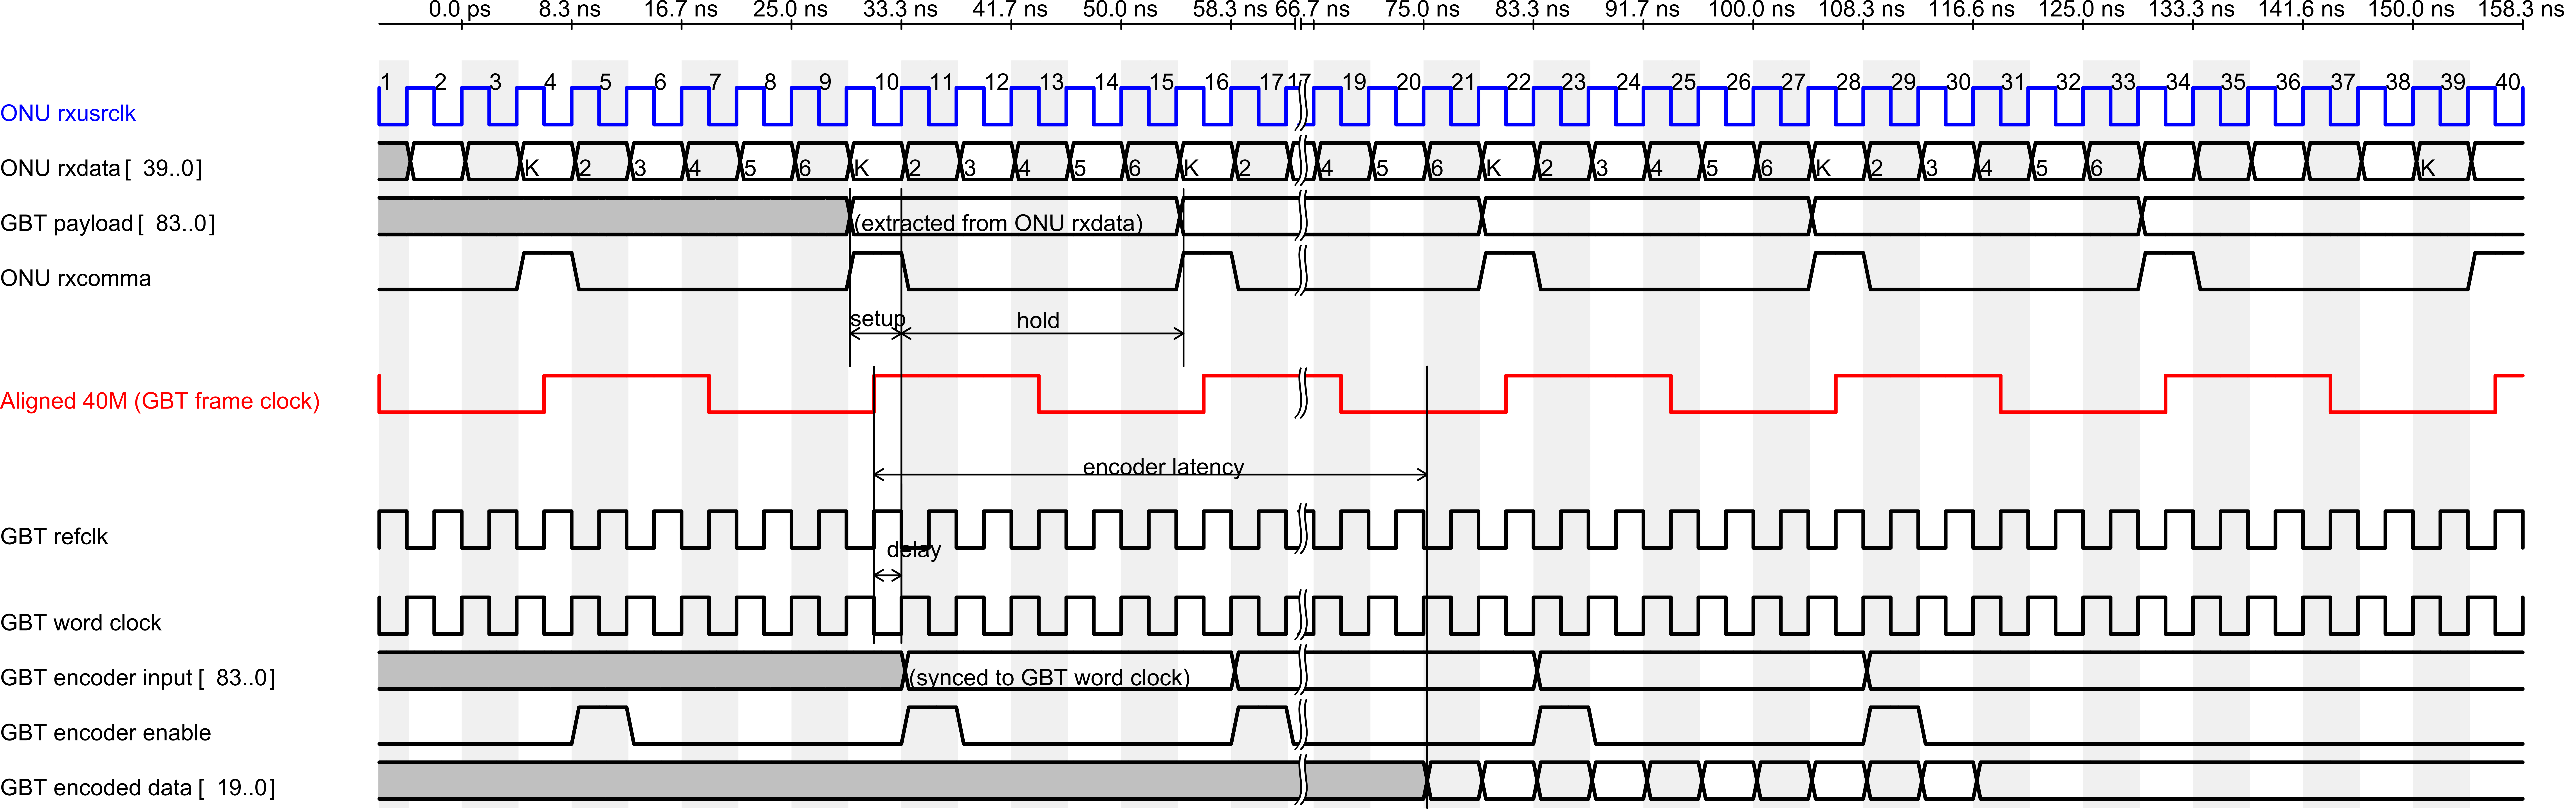 0.0 ps 8.3 ns 16.7 ns 25.0 ns 33.3 ns 41.7 ns 50.0 ns 58.3 ns 66.7 ns 75.0 ns 83.3 ns 91.7 ns 100.0 ns 108.3 ns 116.6 ns 125.0 ns 133.3 ns 141.6 ns 150.0 ns 158.3 ns
1 2 3 4 5 6 7 8 9 10 11 12 13 14 15 16 17 17 19 20 21 22 23 24 25 26 27 28 29 30 31 32 33 34 35 36 37 38 39 40
ONU rxusrclk
ONU rxdata [ 39..0] K 2 3 4 5 6 K 2 3 4 5 6 K 2 4 5 6 K 2 3 4 5 6 K 2 3 4 5 6 K
GBT payload [ 83..0] (extracted from ONU rxdata)
ONU rxcomma
setup hold
Aligned 40M (GBT frame clock)
encoder latency
GBT refclk
delay
GBT word clock
GBT encoder input [ 83..0] (synced to GBT word clock)
GBT encoder enable
GBT encoded data [ 19..0]